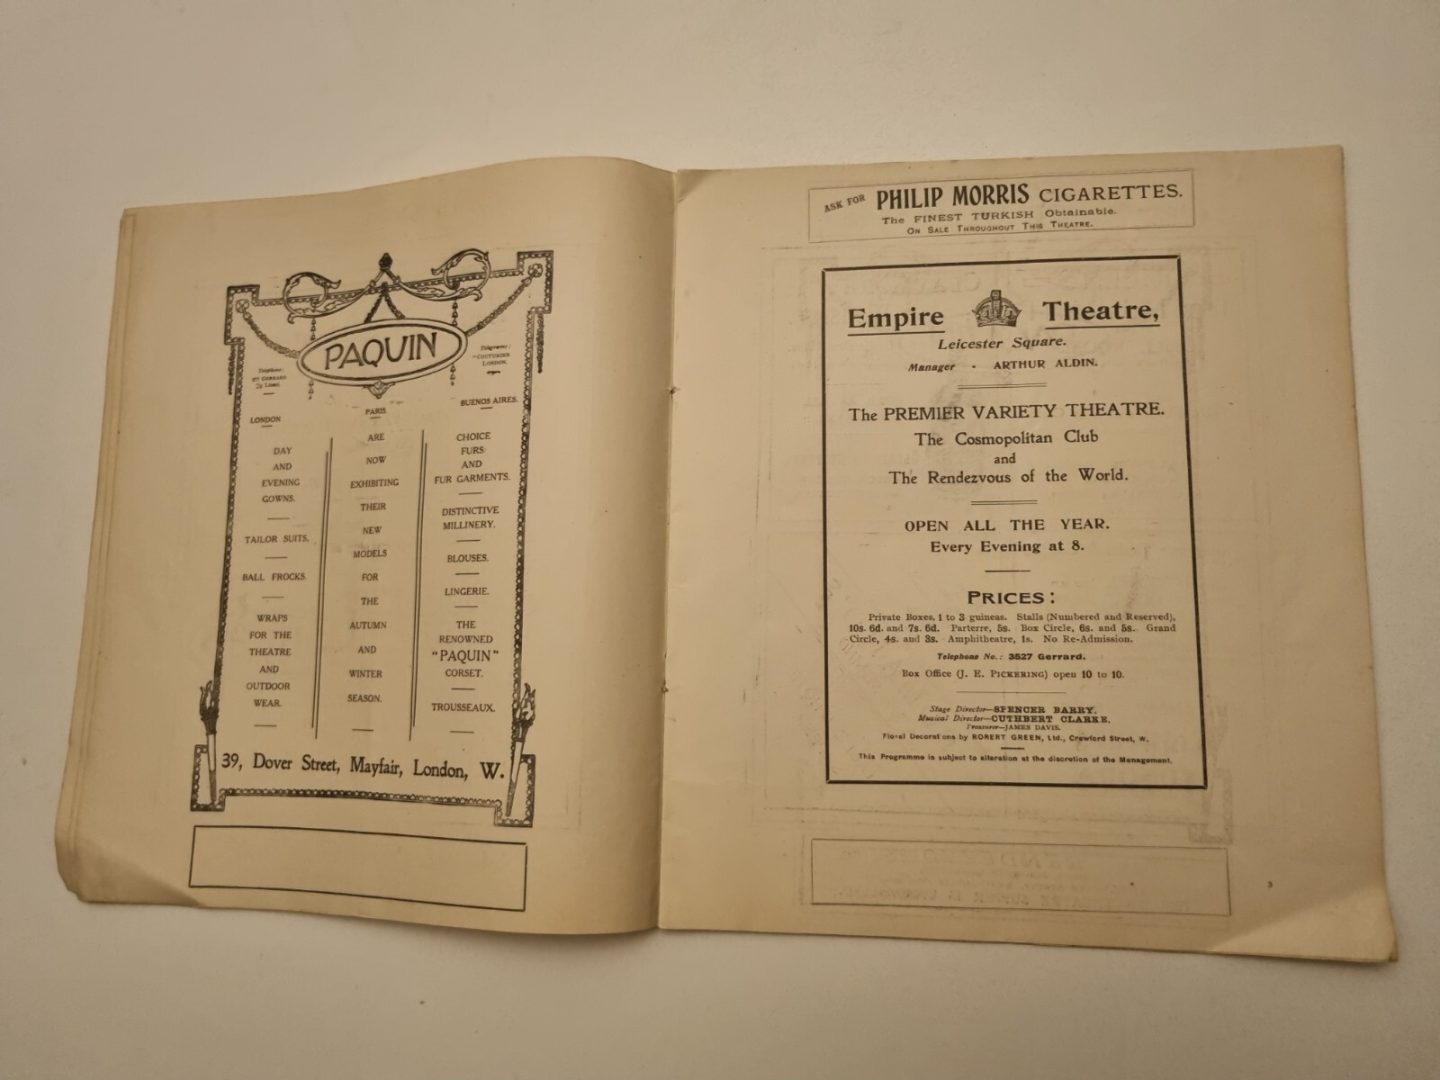 PAQUIN
Telephone:
GERRARD
Lines.
Telegrams:
"COUTURIER
LONDON.
LONDON
PARIS
BUENOS AIRES.
DAY
AND
EVENING
GOWNS.
TAILOR SUITS.
BALL FROCKS.
WRAPS
FOR THE
THEATRE
AND
OUTDOOR
WEAR.
ARE
NOW
EXHIBITING
THEIR
NEW
MODELS
FOR
THE
AUTUMN
AND
WINTER
SEASON.
CHOICE
FURS
AND
FUR GARMENTS.
DISTINCTIVE
MILLINERY.
BLOUSES.
LINGERIE.
THE
RENOWNED
"PAQUIN"
CORSET.
TROUSSEAUX.
39, Dover Street, Mayfair, London, W.
ASK FOR PHILIP MORRIS CIGARETTES.
The FINEST TURKISH Obtainable.
ON SALE THROUGHOUT THIS THEATRE.
Empire Theatre,
Leicester Square.
Manager - ARTHUR ALDIN.
The PREMIER VARIETY THEATRE.
The Cosmopolitan Club
and
The Rendezvous of the World.
OPEN ALL THE YEAR.
Every Evening at 8.
PRICES:
Private Boxes, 1 to 3 guineas. Stalls (Numbered and Reserved),
10s. 6d. and 7s. 6d. Parterre, 5s. Box Circle, 6s. and 5s. Grand
Circle, 4s. and 3s. Amphitheatre, 1s. No Re-Admission.
Telephone No.: 3527 Gerrard.
Box Office (J. E. PICKERING) open 10 to 10.
Stage Director—SPENCER BARRY.
Musical Director—CUTHBERT CLARKE.
Treasurer—JAMES DAVIS.
Floral Decorations by ROBERT GREEN, Ltd., Crawford Street, W.
This Programme is subject to alteration at the discretion of the Management.
3